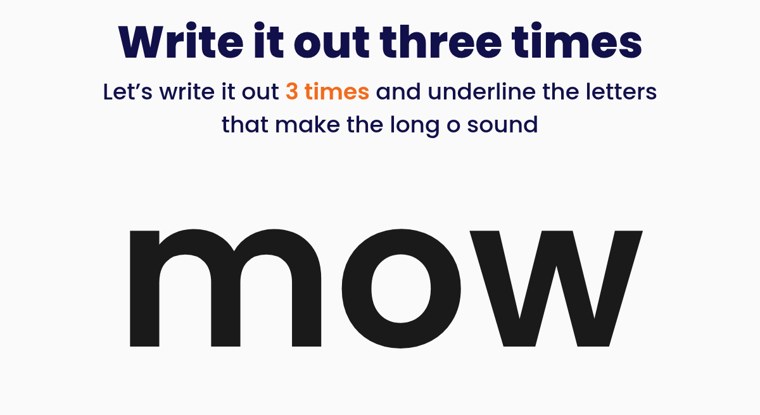 Write it out three times
Let’s write it out 3 times and underline the letters
that make the long o sound
mow